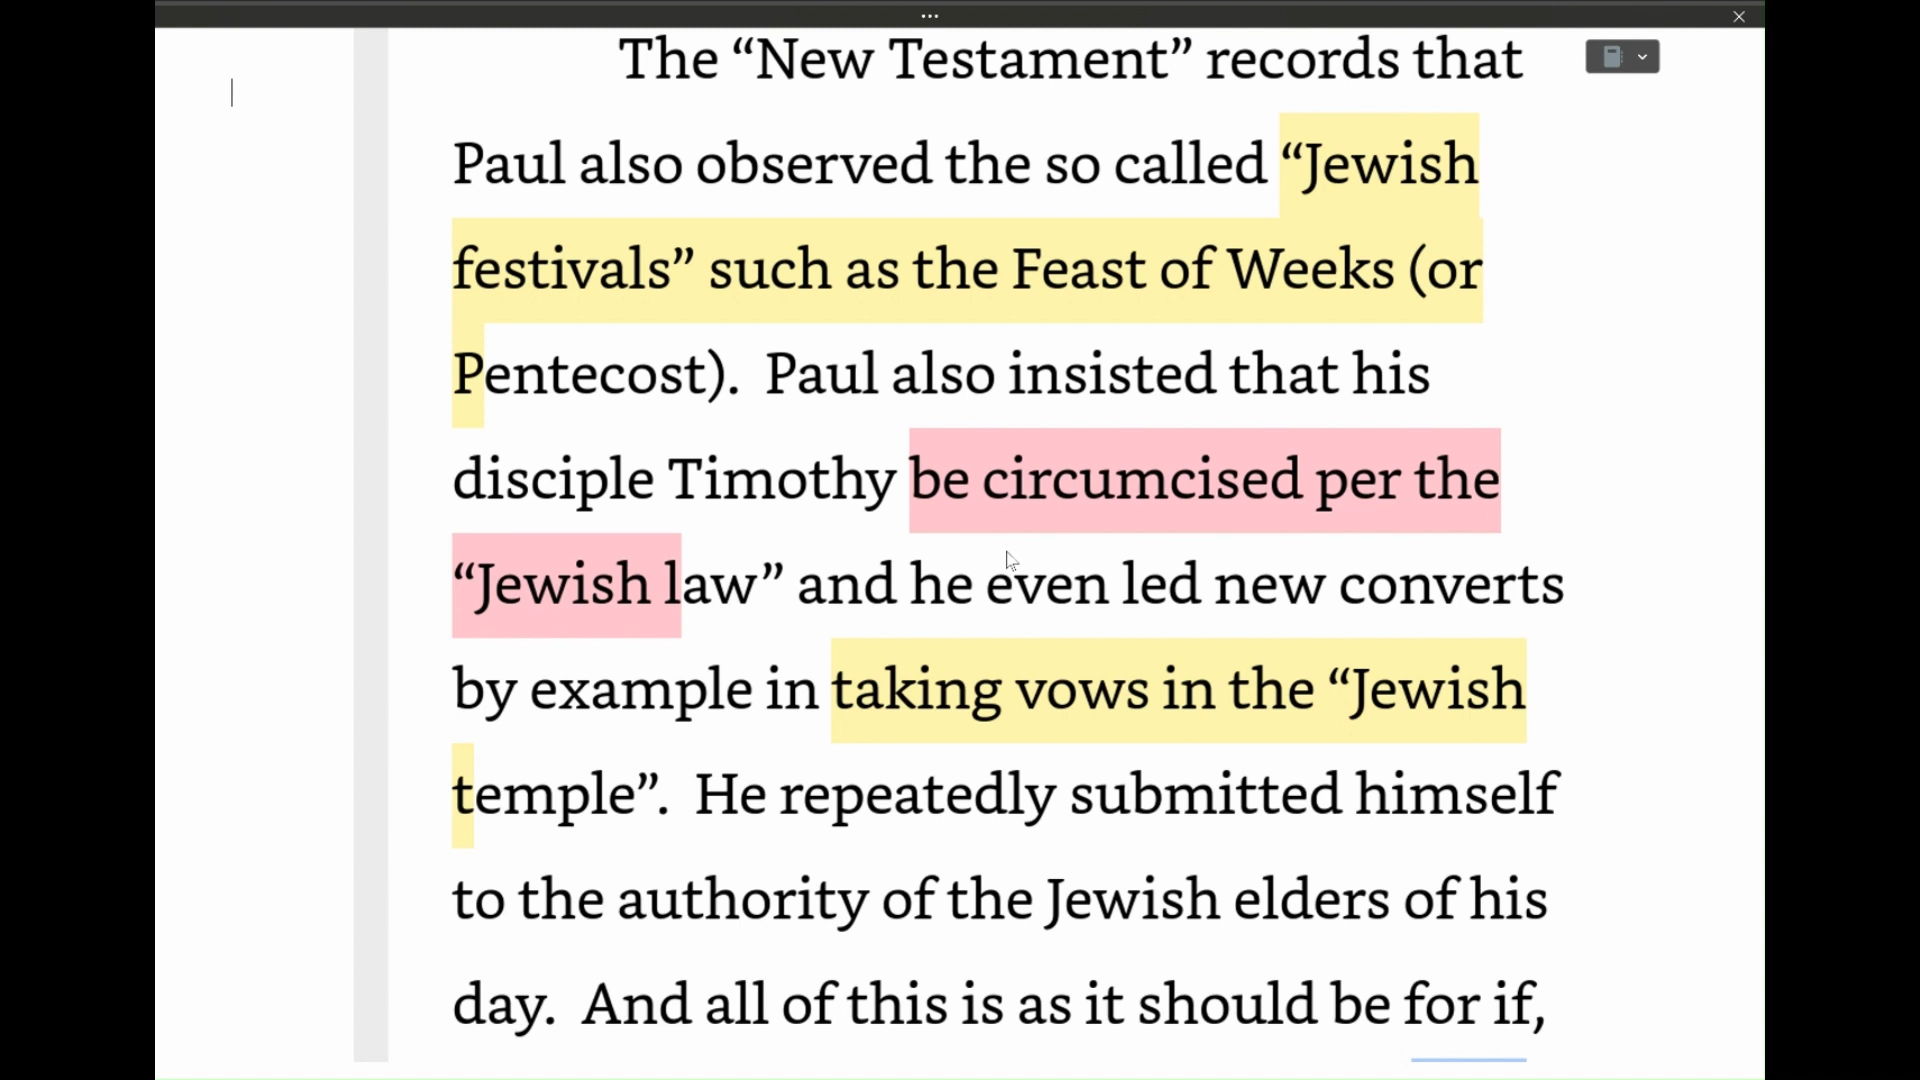 The “New Testament” records that
Paul also observed the so called “Jewish
festivals” such as the Feast of Weeks (or
Pentecost).  Paul also insisted that his
disciple Timothy be circumcised per the
“Jewish law” and he even led new converts
by example in taking vows in the “Jewish
temple”.  He repeatedly submitted himself
to the authority of the Jewish elders of his
day.  And all of this is as it should be for if,